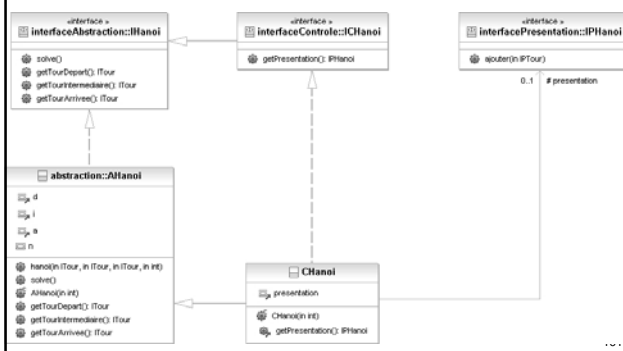 «interface »
interfaceAbstraction::IHanoi
solve()
getTourDepart(): ITour
getTourIntermediaire(): ITour
getTourArrivee(): ITour
«interface »
interfaceControle::ICHanoi
getPresentation(): IPHanoi
«interface »
interfacePresentation::IPHanoi
ajouter(in IPTour)
0..1 # presentation
abstraction::AHanoi
d
i
a
n
hanoi(in ITour, in ITour, in ITour, in int)
solve()
AHanoi(in int)
getTourDepart(): ITour
getTourIntermediaire(): ITour
getTourArrivee(): ITour
CHanoi
presentation
CHanoi(in int)
getPresentation(): IPHanoi